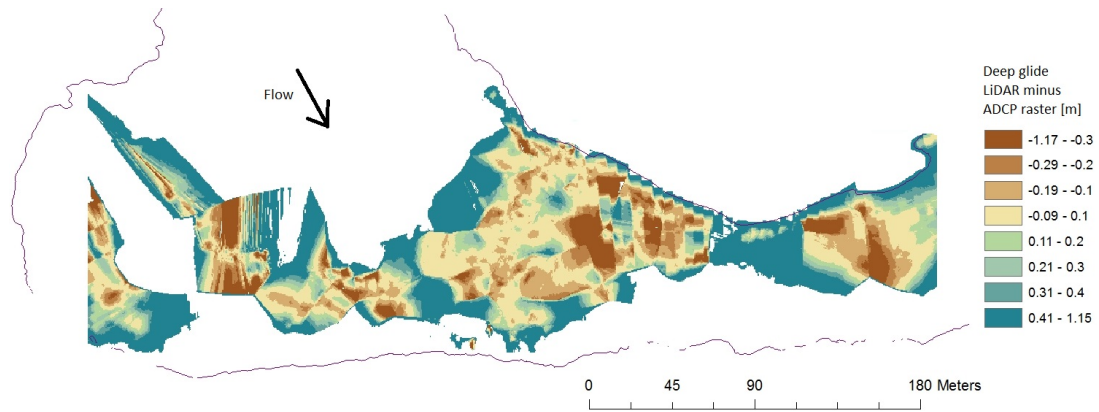 Flow
Deep glide
LiDAR minus
ADCP raster [m]
-1.17 - -0.3
-0.29 - -0.2
-0.19 - -0.1
-0.09 - 0.1
0.11 - 0.2
0.21 - 0.3
0.31 - 0.4
0.41 - 1.15
0 45 90 180 Meters